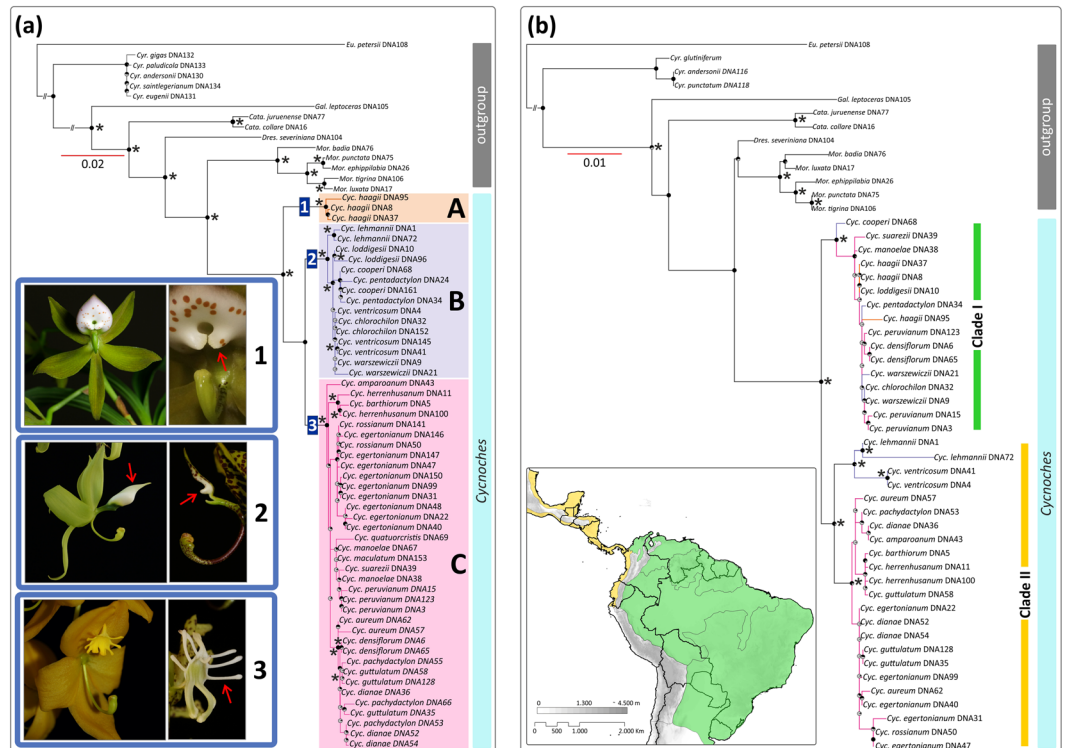 (a)
Eu. petersii DNA108
Cyr. gigas DNA132
Cyr. paludicola DNA133
Cyr. andersonii DNA130
Cyr. saintlegerianum DNA134
Cyr. eugenii DNA131
Gal. leptoceras DNA105
Cata. juruenense DNA77
Cata. collare DNA16
Dres. severiniana DNA104
Mor. badia DNA76
Mor. punctata DNA75
Mor. ephippilabia DNA26
Mor. tigrina DNA106
Mor. luxata DNA17
0.02
outgroup
1
Cyc. haagii DNA95
Cyc. haagii DNA8
Cyc. haagii DNA37
A
2
Cyc. lehmannii DNA1
Cyc. lehmannii DNA72
Cyc. loddigesii DNA10
Cyc. loddigesii DNA96
Cyc. cooperi DNA68
Cyc. pentadactylon DNA24
Cyc. cooperi DNA161
Cyc. pentadactylon DNA34
Cyc. ventricosum DNA4
Cyc. chlorochilon DNA32
Cyc. chlorochilon DNA152
Cyc. ventricosum DNA145
Cyc. ventricosum DNA41
Cyc. warszewiczii DNA9
Cyc. warszewiczii DNA21
B
3
Cyc. amparoanum DNA43
Cyc. herrenhusanum DNA11
Cyc. barthiorum DNA5
Cyc. herrenhusanum DNA100
Cyc. rossianum DNA141
Cyc. egertonianum DNA146
Cyc. rossianum DNA50
Cyc. egertonianum DNA147
Cyc. egertonianum DNA47
Cyc. egertonianum DNA150
Cyc. egertonianum DNA99
Cyc. egertonianum DNA31
Cyc. egertonianum DNA48
Cyc. egertonianum DNA22
Cyc. egertonianum DNA40
Cyc. quatuorcristis DNA69
Cyc. manoelae DNA67
Cyc. maculatum DNA153
Cyc. suarezii DNA39
Cyc. manoelae DNA38
Cyc. peruvianum DNA15
Cyc. peruvianum DNA123
Cyc. peruvianum DNA3
Cyc. aureum DNA62
Cyc. aureum DNA57
Cyc. densiflorum DNA6
Cyc. densiflorum DNA65
Cyc. pachydactylon DNA55
Cyc. guttulatum DNA58
Cyc. guttulatum DNA128
Cyc. dianae DNA36
Cyc. pachydactylon DNA66
Cyc. guttulatum DNA35
Cyc. pachydactylon DNA53
Cyc. dianae DNA52
Cyc. dianae DNA54
C
Cycnoches
1
2
3
(b)
Eu. petersii DNA108
Cyr. glutiniferum
Cyr. andersonii DNA116
Cyr. punctatum DNA118
Gal. leptoceras DNA105
Cata. juruenense DNA77
Cata. collare DNA16
Dres. severiniana DNA104
Mor. badia DNA76
Mor. luxata DNA17
Mor. ephippilabia DNA26
Mor. punctata DNA75
Mor. tigrina DNA106
0.01
outgroup
Cyc. cooperi DNA68
Cyc. suarezii DNA39
Cyc. manoelae DNA38
Cyc. haagii DNA37
Cyc. haagii DNA8
Cyc. loddigesii DNA10
Cyc. pentadactylon DNA34
Cyc. haagii DNA95
Cyc. peruvianum DNA123
Cyc. densiflorum DNA6
Cyc. densiflorum DNA65
Cyc. warszewiczii DNA21
Cyc. chlorochilon DNA32
Cyc. warszewiczii DNA9
Cyc. peruvianum DNA15
Cyc. peruvianum DNA3
Clade I
Cyc. lehmannii DNA1
Cyc. lehmannii DNA72
Cyc. ventricosum DNA41
Cyc. ventricosum DNA4
Cyc. aureum DNA57
Cyc. pachydactylon DNA53
Cyc. dianae DNA36
Cyc. amparoanum DNA43
Cyc. barthiorum DNA5
Cyc. herrenhusanum DNA11
Cyc. herrenhusanum DNA100
Cyc. guttulatum DNA58
Cyc. egertonianum DNA22
Cyc. dianae DNA52
Cyc. dianae DNA54
Cyc. guttulatum DNA128
Cyc. guttulatum DNA35
Cyc. egertonianum DNA99
Cyc. aureum DNA62
Cyc. egertonianum DNA40
Cyc. egertonianum DNA31
Cyc. rossianum DNA50
Cyc. egertonianum DNA47
Clade II
Cycnoches
0 1.300 4.500 m
0 500 1.000 2.000 Km